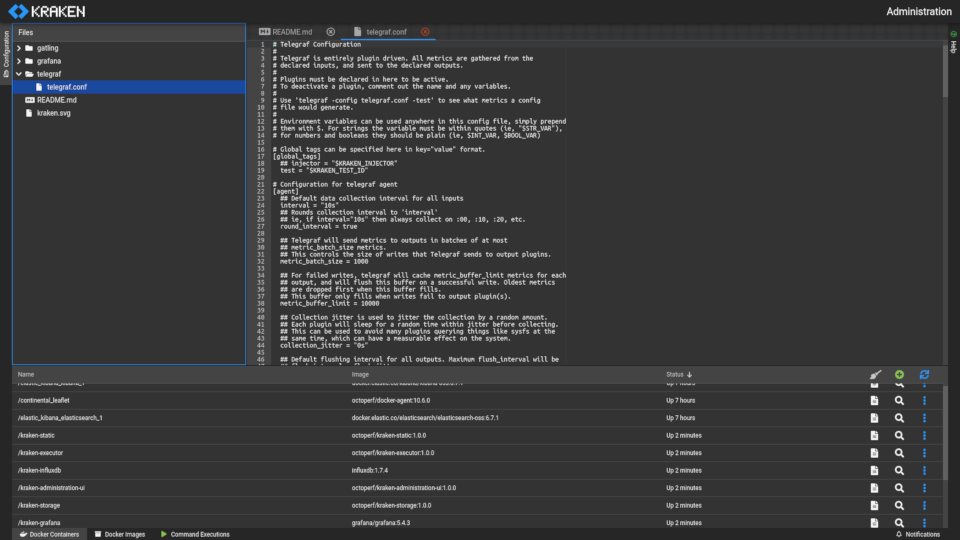 KRAKEN
Administration
Configuration
Files
gatling
grafana
telegraf
telegraf.conf
README.md
kraken.svg
README.md
telegraf.conf
Help
1 # Telegraf Configuration
2 #
3 # Telegraf is entirely plugin driven. All metrics are gathered from the
4 # declared inputs, and sent to the declared outputs.
5 #
6 # Plugins must be declared in here to be active.
7 # To deactivate a plugin, comment out the name and any variables.
8 #
9 # Use 'telegraf -config telegraf.conf -test' to see what metrics a config
10 # file would generate.
11 #
12 # Environment variables can be used anywhere in this config file, simply prepend
13 # them with $. For strings the variable must be within quotes (ie, "$STR_VAR"),
14 # for numbers and booleans they should be plain (ie, $INT_VAR, $BOOL_VAR)
15
16 # Global tags can be specified here in key="value" format.
17 [global_tags]
18 ## injector = "$KRAKEN_INJECTOR"
19 test = "$KRAKEN_TEST_ID"
20
21 # Configuration for telegraf agent
22 [agent]
23 ## Default data collection interval for all inputs
24 interval = "10s"
25 ## Rounds collection interval to 'interval'
26 ## ie, if interval="10s" then always collect on :00, :10, :20, etc.
27 round_interval = true
28
29 ## Telegraf will send metrics to outputs in batches of at most
30 ## metric_batch_size metrics.
31 ## This controls the size of writes that Telegraf sends to output plugins.
32 metric_batch_size = 1000
33
34 ## For failed writes, telegraf will cache metric_buffer_limit metrics for each
35 ## output, and will flush this buffer on a successful write. Oldest metrics
36 ## are dropped first when this buffer fills.
37 ## This buffer only fills when writes fail to output plugin(s).
38 metric_buffer_limit = 10000
39
40 ## Collection jitter is used to jitter the collection by a random amount.
41 ## Each plugin will sleep for a random time within jitter before collecting.
42 ## This can be used to avoid many plugins querying things like sysfs at the
43 ## same time, which can have a measurable effect on the system.
44 collection_jitter = "0s"
45
46 ## Default flushing interval for all outputs. Maximum flush_interval will be
Name Image Status
/continental_leaflet octoperf/docker-agent:10.6.0 Up 7 hours
/elastic_kibana_elasticsearch_1 docker.elastic.co/elasticsearch/elasticsearch-oss:6.7.1 Up 7 hours
/kraken-static octoperf/kraken-static:1.0.0 Up 2 minutes
/kraken-executor octoperf/kraken-executor:1.0.0 Up 2 minutes
/kraken-influxdb influxdb:1.7.4 Up 2 minutes
/kraken-administration-ui octoperf/kraken-administration-ui:1.0.0 Up 2 minutes
/kraken-storage octoperf/kraken-storage:1.0.0 Up 2 minutes
/kraken-grafana grafana/grafana:5.4.3 Up 2 minutes
Docker Containers Docker Images Command Executions Notifications